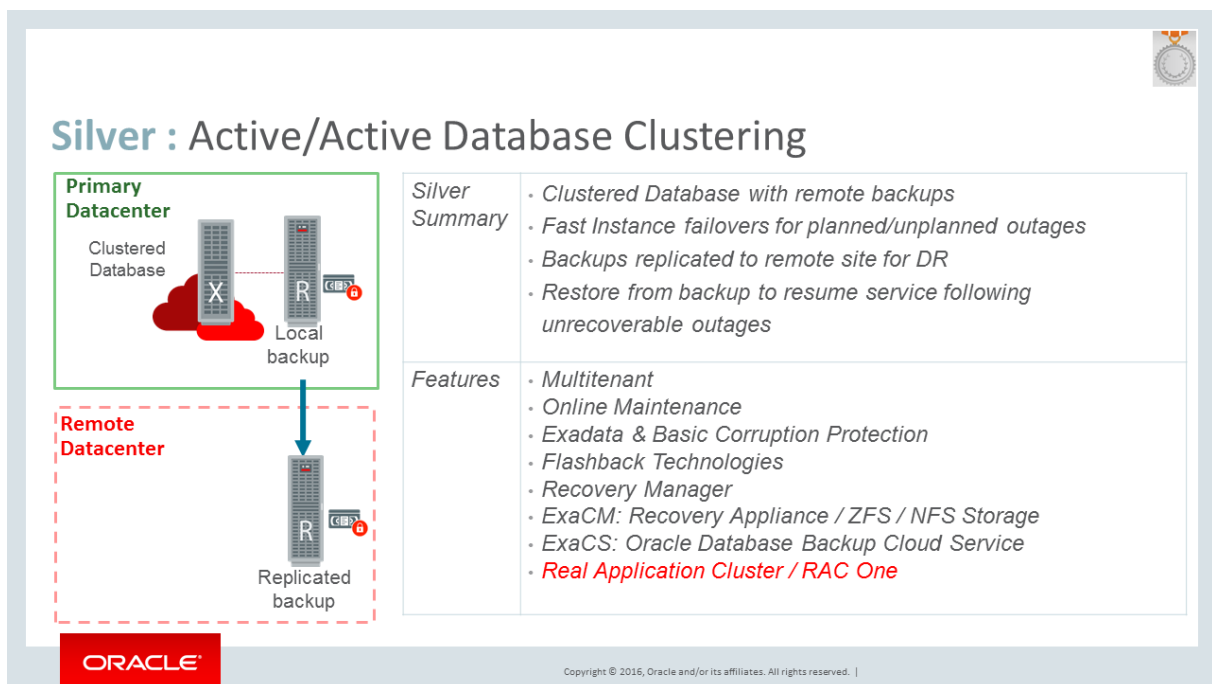 Silver : Active/Active Database Clustering
Primary
Datacenter
Clustered
Database
X
R
Local
backup
Remote
Datacenter
R
Replicated
backup
Silver
Summary
• Clustered Database with remote backups
• Fast Instance failovers for planned/unplanned outages
• Backups replicated to remote site for DR
• Restore from backup to resume service following
unrecoverable outages
Features
• Multitenant
• Online Maintenance
• Exadata & Basic Corruption Protection
• Flashback Technologies
• Recovery Manager
• ExaCM: Recovery Appliance / ZFS / NFS Storage
• ExaCS: Oracle Database Backup Cloud Service
• Real Application Cluster / RAC One
ORACLE®
Copyright © 2016, Oracle and/or its affiliates. All rights reserved. |